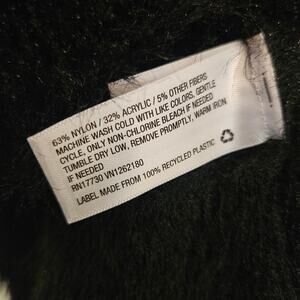 63% NYLON / 32% ACRYLIC / 5% OTHER FIBERS
MACHINE WASH COLD WITH LIKE COLORS, GENTLE
CYCLE, ONLY NON-CHLORINE BLEACH IF NEEDED
TUMBLE DRY LOW, REMOVE PROMPTLY, WARM IRON
IF NEEDED
RN17730 VN1262180
LABEL MADE FROM 100% RECYCLED PLASTIC